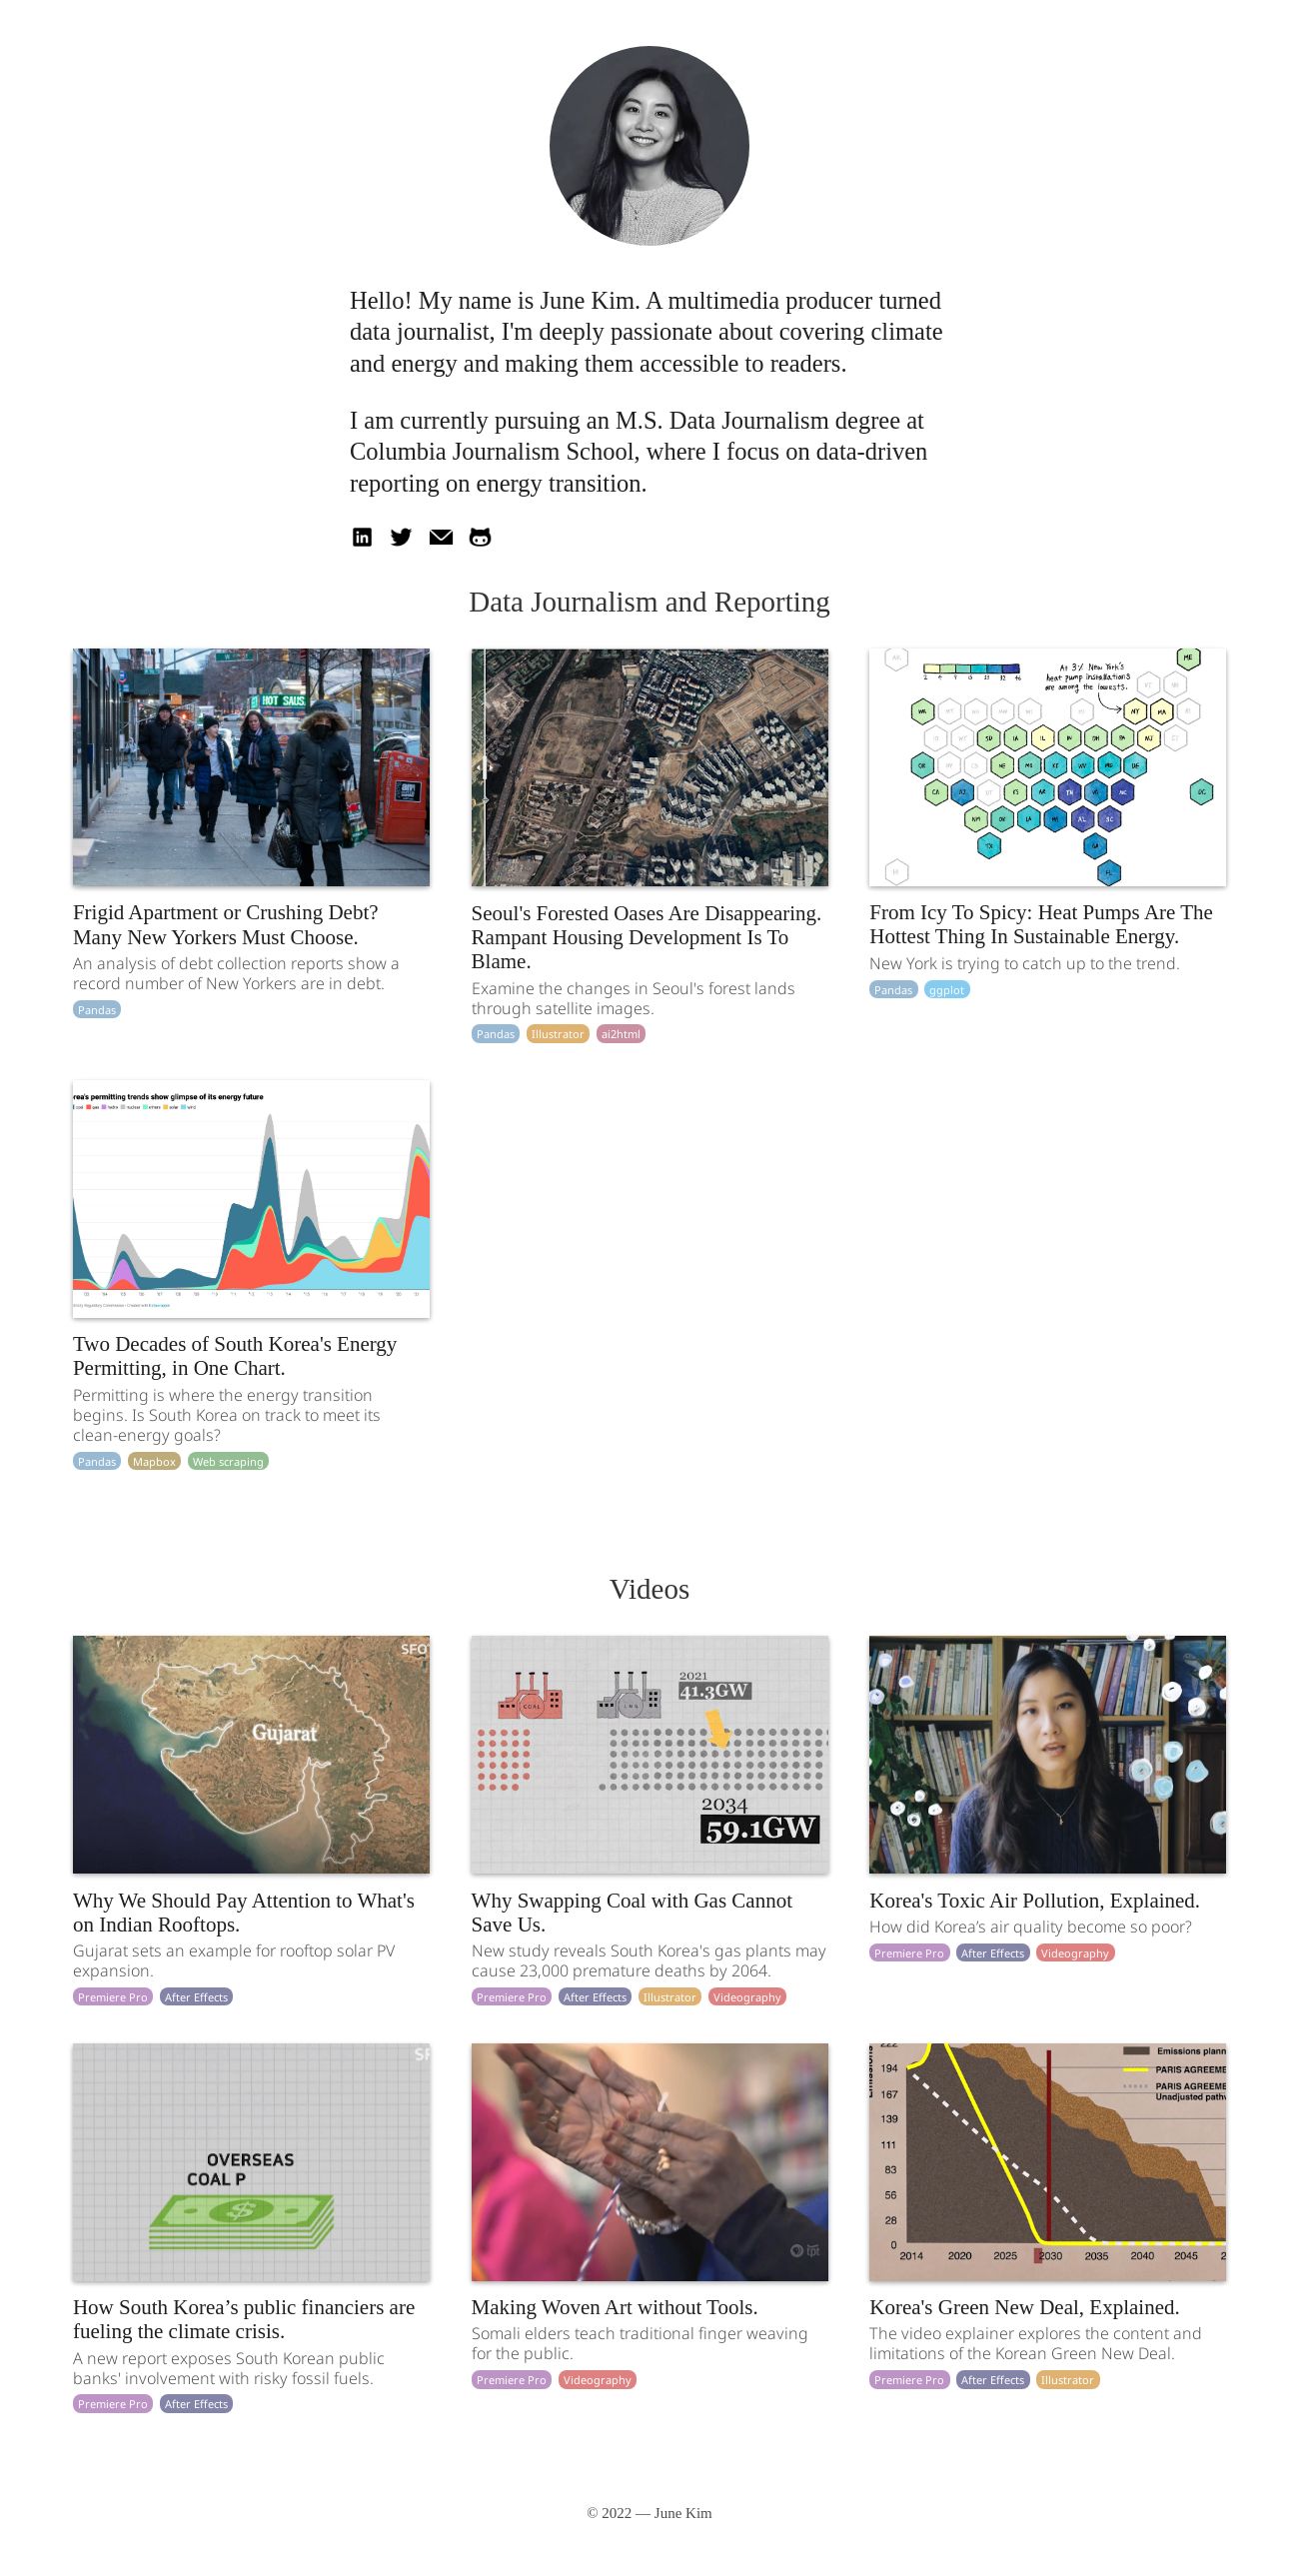 Hello! My name is June Kim. A multimedia producer turned
data journalist, I'm deeply passionate about covering climate
and energy and making them accessible to readers.
I am currently pursuing an M.S. Data Journalism degree at
Columbia Journalism School, where I focus on data-driven
reporting on energy transition.
in
Data Journalism and Reporting
HOT SAUS
At 3% New York's
heat pump installations
are among the lowests.
ME
NY
MA
NJ
Frigid Apartment or Crushing Debt?
Many New Yorkers Must Choose.
An analysis of debt collection reports show a
record number of New Yorkers are in debt.
Pandas
Seoul's Forested Oases Are Disappearing.
Rampant Housing Development Is To
Blame.
Examine the changes in Seoul's forest lands
through satellite images.
Pandas Illustrator ai2html
From Icy To Spicy: Heat Pumps Are The
Hottest Thing In Sustainable Energy.
New York is trying to catch up to the trend.
Pandas ggplot
rea's permitting trends show glimpse of its energy future
Two Decades of South Korea's Energy
Permitting, in One Chart.
Permitting is where the energy transition
begins. Is South Korea on track to meet its
clean-energy goals?
Pandas Mapbox Web scraping
Videos
Gujarat
COAL
2021
41.3GW
2034
59.1GW
Why We Should Pay Attention to What's
on Indian Rooftops.
Gujarat sets an example for rooftop solar PV
expansion.
Premiere Pro After Effects
Why Swapping Coal with Gas Cannot
Save Us.
New study reveals South Korea's gas plants may
cause 23,000 premature deaths by 2064.
Premiere Pro After Effects Illustrator Videography
Korea's Toxic Air Pollution, Explained.
How did Korea’s air quality become so poor?
Premiere Pro After Effects Videography
OVERSEAS
COAL P
$
tpt
Emissions plann
PARIS AGREEME
PARIS AGREEME
Unadjusted pathv
222
194
167
139
111
83
56
28
0
2014 2020 2025 2030 2035 2040 2045 2
How South Korea’s public financiers are
fueling the climate crisis.
A new report exposes South Korean public
banks' involvement with risky fossil fuels.
Premiere Pro After Effects
Making Woven Art without Tools.
Somali elders teach traditional finger weaving
for the public.
Premiere Pro Videography
Korea's Green New Deal, Explained.
The video explainer explores the content and
limitations of the Korean Green New Deal.
Premiere Pro After Effects Illustrator
© 2022 — June Kim